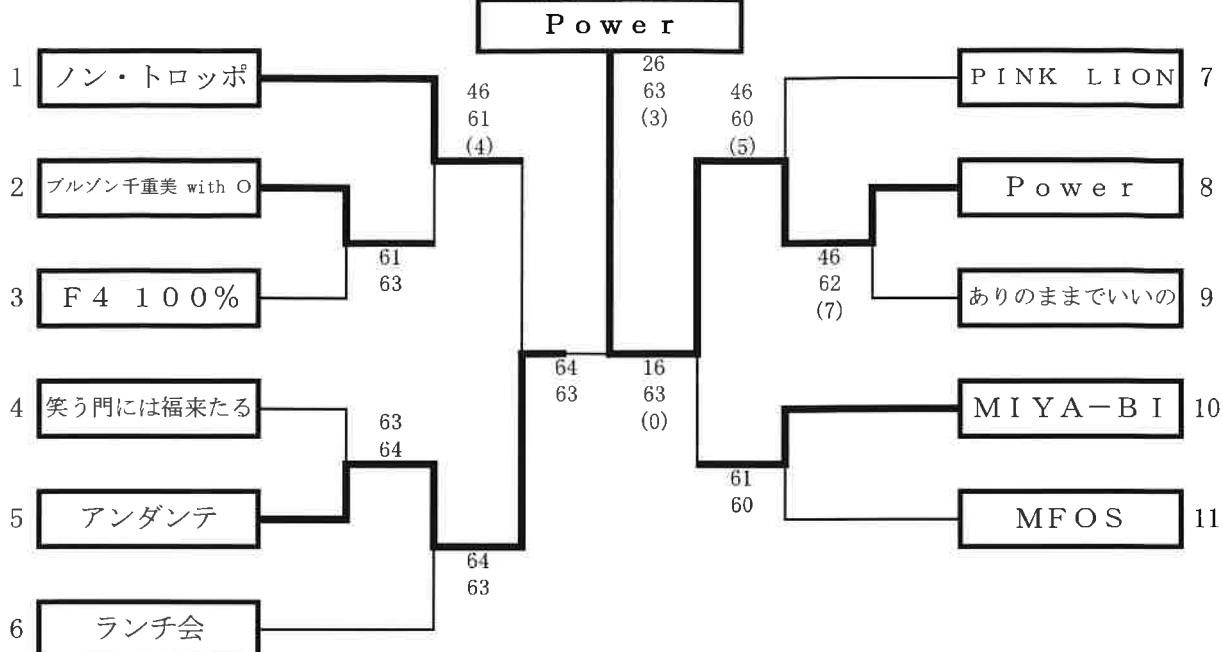 Power
26
63
(3)
1 ノン・トロッポ
46
61
(4)
2 ブルゾン千重美 with O
61
63
3 F4 100%
4 笑う門には福来たる
63
64
5 アンダンテ
64
63
6 ランチ会
64
63
16
63
(0)
PINK LION 7
46
60
(5)
Power 8
46
62
(7)
ありのままでいいの 9
MIYA-BI 10
61
60
MFOS 11